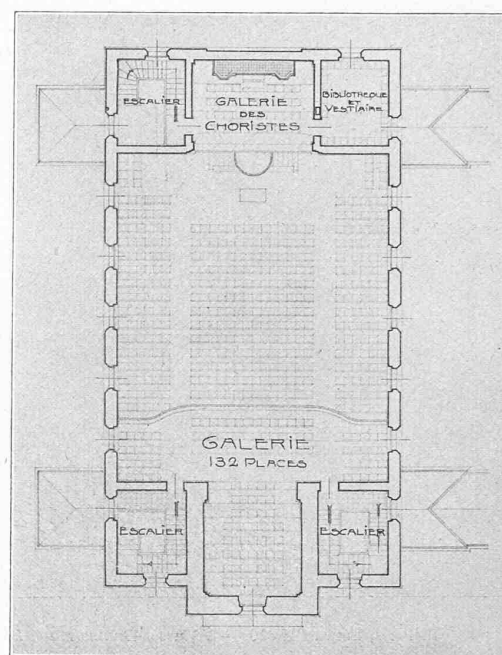 ESCALIER
GALERIE
DES
CHORISTES
BIBLIOTHEQUE
ET
VESTIAIRE
GALERIE
132 PLACES
ESCALIER
ESCALIER